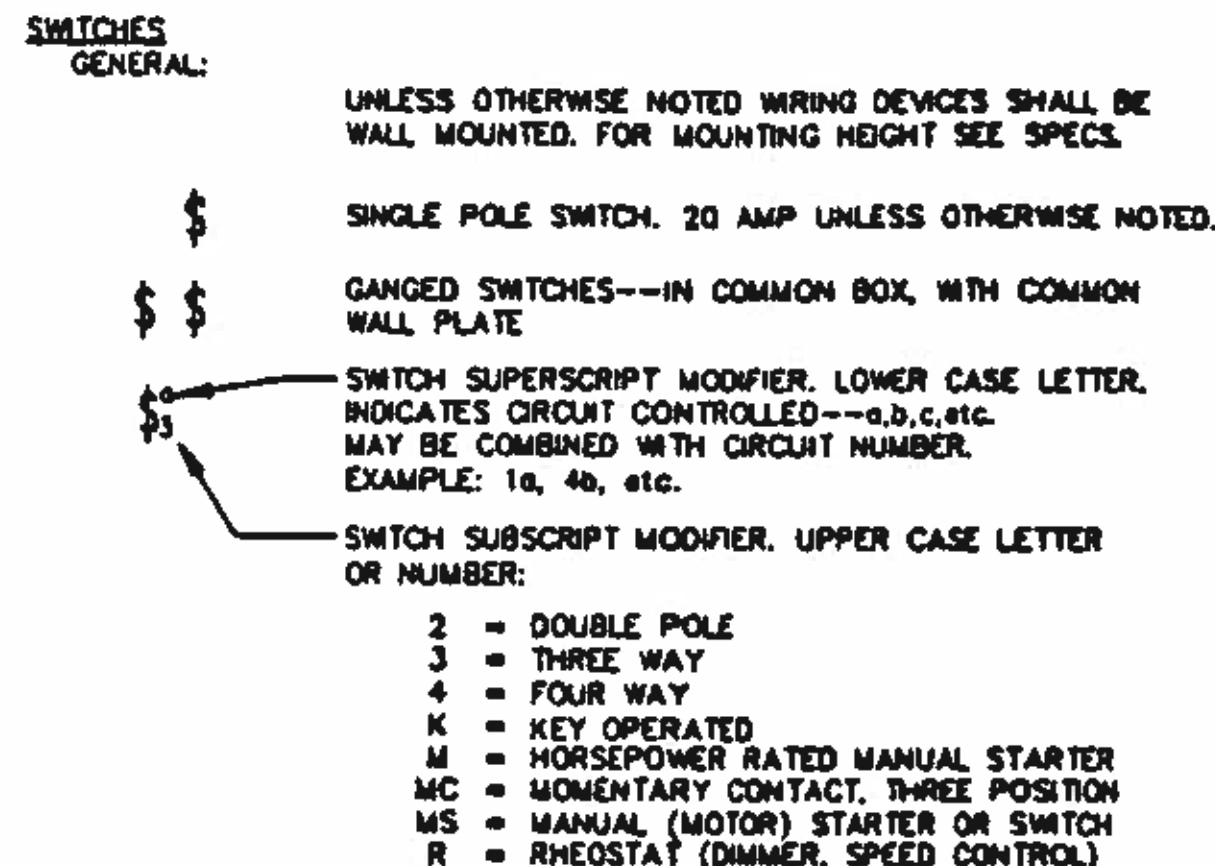 SWITCHES
GENERAL:
UNLESS OTHERWISE NOTED WIRING DEVICES SHALL BE
WALL MOUNTED. FOR MOUNTING HEIGHT SEE SPECS.
$ SINGLE POLE SWITCH. 20 AMP UNLESS OTHERWISE NOTED.
$ $ GANGED SWITCHES--IN COMMON BOX, WITH COMMON
WALL PLATE
$a3 SWITCH SUPERSCRIPT MODIFIER. LOWER CASE LETTER.
INDICATES CIRCUIT CONTROLLED--a,b,c,etc.
MAY BE COMBINED WITH CIRCUIT NUMBER.
EXAMPLE: 1a, 4b, etc.
SWITCH SUBSCRIPT MODIFIER. UPPER CASE LETTER
OR NUMBER:
2 = DOUBLE POLE
3 = THREE WAY
4 = FOUR WAY
K = KEY OPERATED
M = HORSEPOWER RATED MANUAL STARTER
MC = MOMENTARY CONTACT, THREE POSITION
MS = MANUAL (MOTOR) STARTER OR SWITCH
R = RHEOSTAT (DIMMER, SPEED CONTROL)